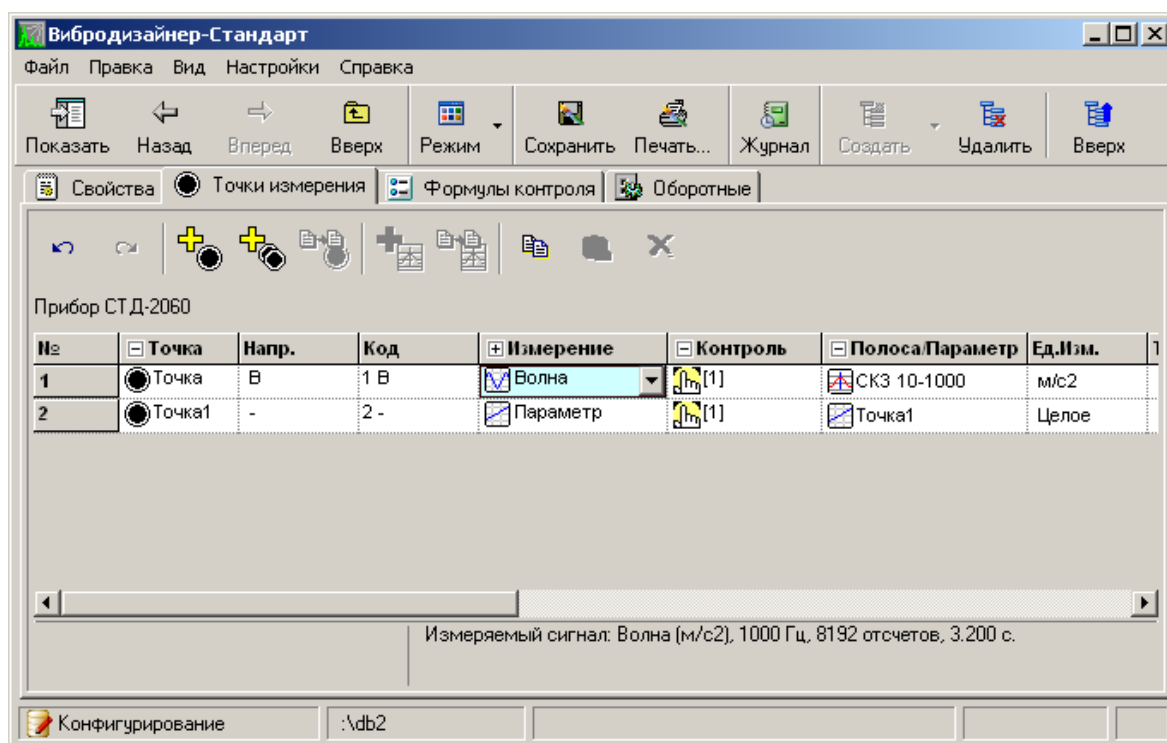 Вибродизайнер-Стандарт
Файл Правка Вид Настройки Справка
Показать Назад Вперед Вверх Режим Сохранить Печать... Журнал Создать Удалить Вверх
Свойства Точки измерения Формулы контроля Оборотные
Прибор СТД-2060
№ Точка Напр. Код Измерение Контроль Полоса/Параметр Ед.Изм.
1 Точка В 1 В Волна [1] СКЗ 10-1000 м/с2
2 Точка1 - 2 - Параметр [1] Точка1 Целое
Измеряемый сигнал: Волна (м/с2), 1000 Гц, 8192 отсчетов, 3.200 с.
Конфигурирование :\db2